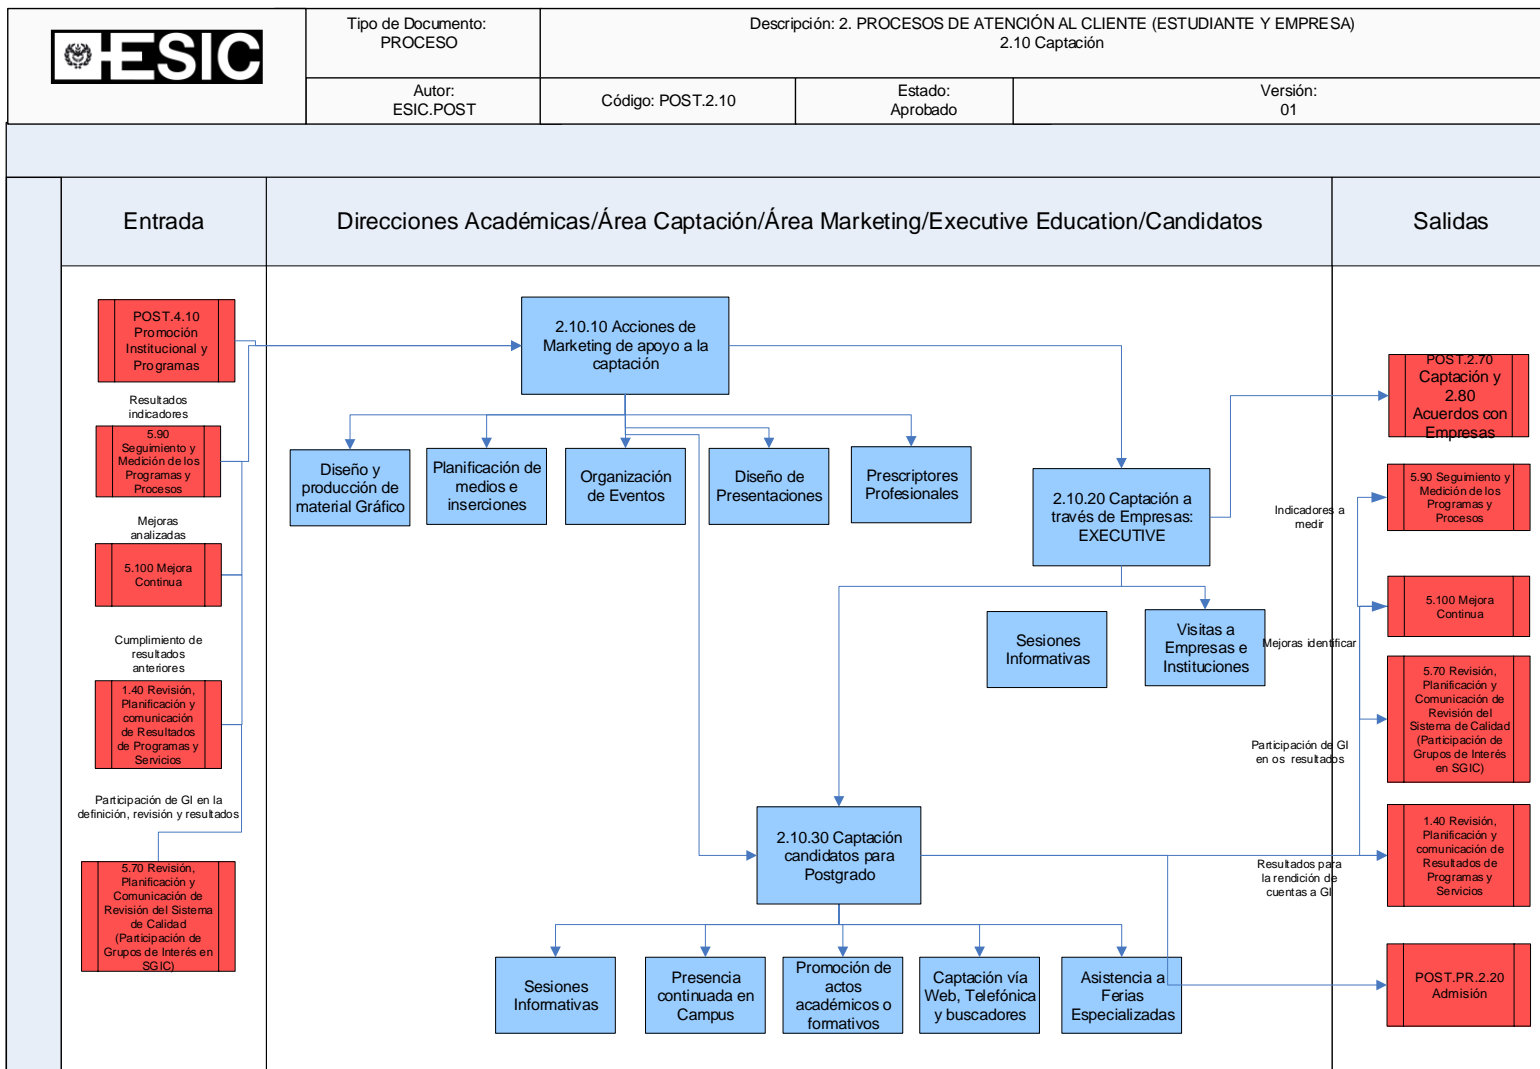 ESIC
Tipo de Documento:
PROCESO
Descripción: 2. PROCESOS DE ATENCIÓN AL CLIENTE (ESTUDIANTE Y EMPRESA)
2.10 Captación
Autor:
ESIC.POST
Código: POST.2.10
Estado:
Aprobado
Versión:
01
Entrada
Direcciones Académicas/Área Captación/Área Marketing/Executive Education/Candidatos
Salidas
POST.4.10
Promoción
Institucional y
Programas
Resultados
indicadores
5.90
Seguimiento y
Medición de los
Programas y
Procesos
Mejoras
analizadas
5.100 Mejora
Continua
Cumplimiento de
resultados
anteriores
1.40 Revisión,
Planificación y
comunicación
de Resultados
de Programas y
Servicios
Participación de GI en la
definición, revisión y resultados
5.70 Revisión,
Planificación y
Comunicación de
Revisión del Sistema
de Calidad
(Participación de
Grupos de Interés en
SGIC)
2.10.10 Acciones de
Marketing de apoyo a la
captación
Diseño y
producción de
material Gráfico
Planificación de
medios e
inserciones
Organización
de Eventos
Diseño de
Presentaciones
Prescriptores
Profesionales
2.10.20 Captación a
través de Empresas:
EXECUTIVE
Sesiones
Informativas
Visitas a
Empresas e
Instituciones
2.10.30 Captación
candidatos para
Postgrado
Sesiones
Informativas
Presencia
continuada en
Campus
Promoción de
actos
académicos o
formativos
Captación vía
Web, Telefónica
y buscadores
Asistencia a
Ferias
Especializadas
POST.2.70
Captación y
2.80
Acuerdos con
Empresas
Indicadores a
medir
5.90 Seguimiento y
Medición de los
Programas y
Procesos
5.100 Mejora
Continua
Mejoras identificar
5.70 Revisión,
Planificación y
Comunicación de
Revisión del
Sistema de Calidad
(Participación de
Grupos de Interés
en SGIC)
Participación de GI
en os resultados
1.40 Revisión,
Planificación y
comunicación de
Resultados de
Programas y
Servicios
Resultados para
la rendición de
cuentas a GI
POST.PR.2.20
Admisión